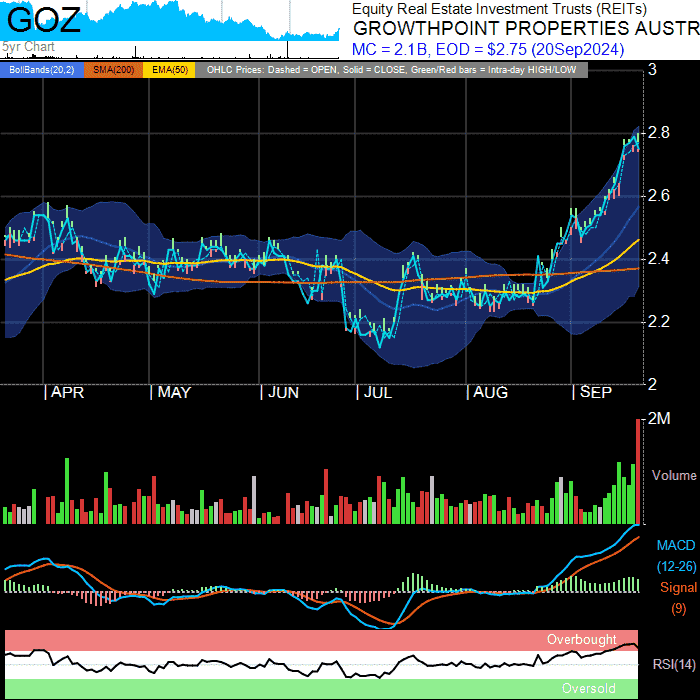 GOZ
Equity Real Estate Investment Trusts (REITs)
GROWTHPOINT PROPERTIES AUSTR
5yr Chart
MC = 2.1B, EOD = $2.75 (20Sep2024)
BollBands(20,2) SMA(200) EMA(50) OHLC Prices: Dashed = OPEN, Solid = CLOSE, Green/Red bars = Intra-day HIGH/LOW
3
2.8
2.6
2.4
2.2
2
APR MAY JUN JUL AUG SEP
2M
Volume
MACD
(12-26)
Signal
(9)
Overbought
RSI(14)
Oversold